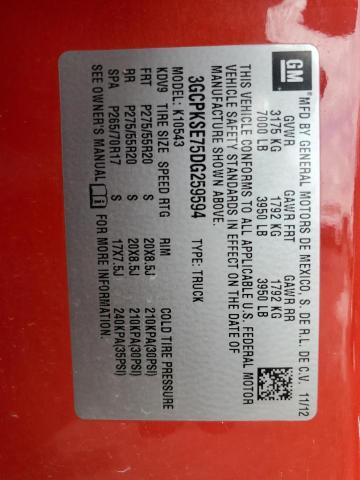 GM
MFD BY GENERAL MOTORS DE MEXICO, S. DE R.L. DE C.V. 11/12
GVWR GAWR FRT GAWR RR
3175 KG 1792 KG 1792 KG
7000 LB 3950 LB 3950 LB
THIS VEHICLE CONFORMS TO ALL APPLICABLE U.S. FEDERAL MOTOR
VEHICLE SAFETY STANDARDS IN EFFECT ON THE DATE OF
MANUFACTURE SHOWN ABOVE.
3GCPKSE75DG259594 TYPE: TRUCK
MODEL: K10543
KDV9 TIRE SIZE SPEED RTG RIM COLD TIRE PRESSURE
FRT P275/55R20 S 20X8.5J 210KPA(30PSI)
RR P275/55R20 S 20X8.5J 210KPA(30PSI)
SPA P265/70R17 S 17X7.5J 240KPA(35PSI)
SEE OWNER'S MANUAL i FOR MORE INFORMATION.